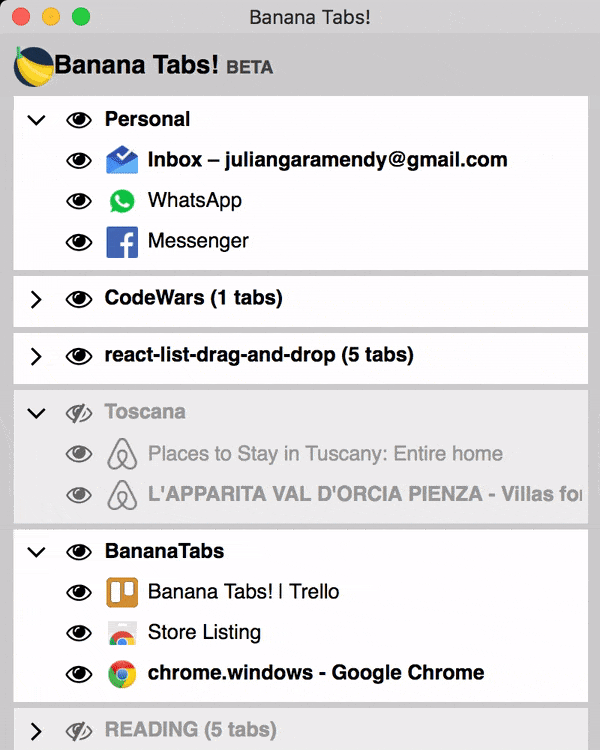 Banana Tabs!
Banana Tabs! BETA
Personal
Inbox – juliangaramendy@gmail.com
WhatsApp
Messenger
CodeWars (1 tabs)
react-list-drag-and-drop (5 tabs)
Toscana
Places to Stay in Tuscany: Entire home
L'APPARITA VAL D'ORCIA PIENZA - Villas for
BananaTabs
Banana Tabs! | Trello
Store Listing
chrome.windows - Google Chrome
READING (5 tabs)